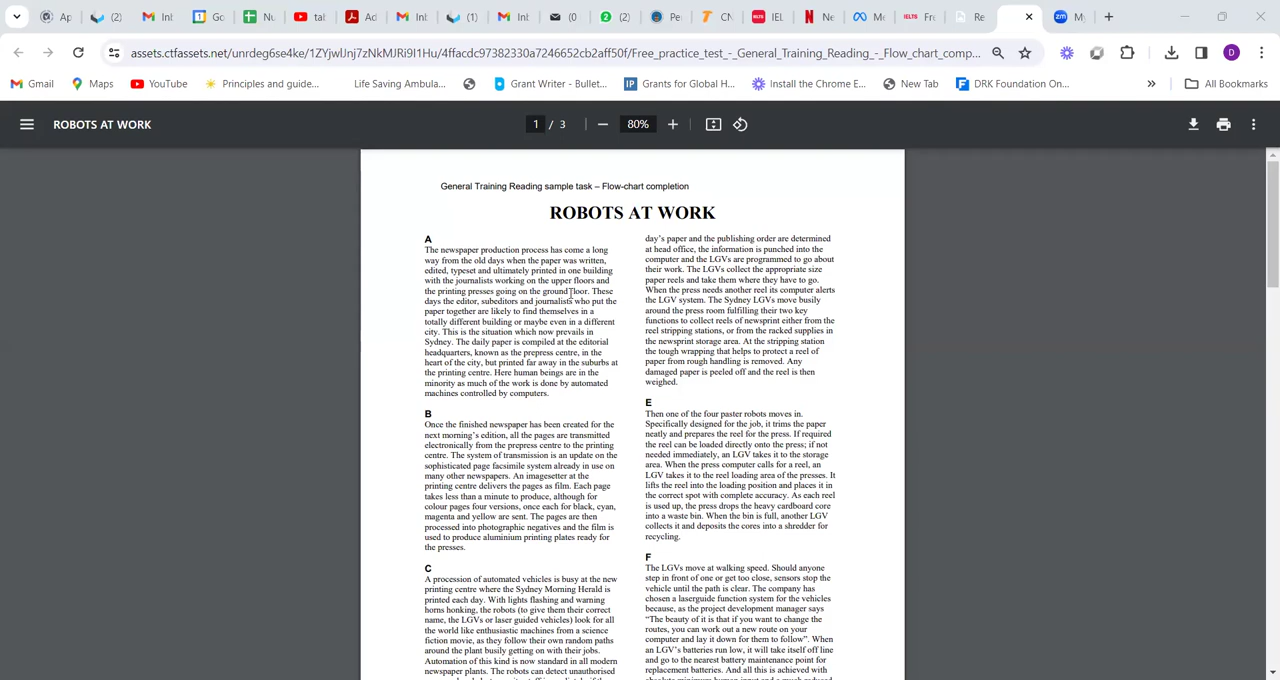 Ap
(2)
Inl
Go
Nu
tal
Ad
Inl
(1)
Inl
(0
(2)
Pe
CN
IEL
Ne
Me
Fre
Re
My
assets.ctfassets.net/unrdeg6se4ke/1ZYjwUnj7zNkMJRi9I1Hu/4ffacdc97382330a7246652cb2aff50f/Free_practice_test_-_General_Training_Reading_-_Flow_chart_comp...
D
Gmail
Maps
YouTube
Principles and guide...
Life Saving Ambula...
Grant Writer - Bullet...
Grants for Global H...
Install the Chrome E...
New Tab
DRK Foundation On...
All Bookmarks
ROBOTS AT WORK
1 / 3
80%
General Training Reading sample task – Flow-chart completion
ROBOTS AT WORK
A
The newspaper production process has come a long
way from the old days when the paper was written,
edited, typeset and ultimately printed in one building
with the journalists working on the upper floors and
the printing presses going on the ground floor. These
days the editor, subeditors and journalists who put the
paper together are likely to find themselves in a
totally different building or maybe even in a different
city. This is the situation which now prevails in
Sydney. The daily paper is compiled at the editorial
headquarters, known as the prepress centre, in the
heart of the city, but printed far away in the suburbs at
the printing centre. Here human beings are in the
minority as much of the work is done by automated
machines controlled by computers.
B
Once the finished newspaper has been created for the
next morning's edition, all the pages are transmitted
electronically from the prepress centre to the printing
centre. The system of transmission is an update on the
sophisticated page facsimile system already in use on
many other newspapers. An imagesetter at the
printing centre delivers the pages as film. Each page
takes less than a minute to produce, although for
colour pages four versions, once each for black, cyan,
magenta and yellow are sent. The pages are then
processed into photographic negatives and the film is
used to produce aluminium printing plates ready for
the presses.
C
A procession of automated vehicles is busy at the new
printing centre where the Sydney Morning Herald is
printed each day. With lights flashing and warning
horns honking, the robots (to give them their correct
name, the LGVs or laser guided vehicles) look for all
the world like enthusiastic machines from a science
fiction movie, as they follow their own random paths
around the plant busily getting on with their jobs.
Automation of this kind is now standard in all modern
newspaper plants. The robots can detect unauthorised
day's paper and the publishing order are determined
at head office, the information is punched into the
computer and the LGVs are programmed to go about
their work. The LGVs collect the appropriate size
paper reels and take them where they have to go.
When the press needs another reel its computer alerts
the LGV system. The Sydney LGVs move busily
around the press room fulfilling their two key
functions to collect reels of newsprint either from the
reel stripping stations, or from the racked supplies in
the newsprint storage area. At the stripping station
the tough wrapping that helps to protect a reel of
paper from rough handling is removed. Any
damaged paper is peeled off and the reel is then
weighed.
E
Then one of the four paster robots moves in.
Specifically designed for the job, it trims the paper
neatly and prepares the reel for the press. If required
the reel can be loaded directly onto the press; if not
needed immediately, an LGV takes it to the storage
area. When the press computer calls for a reel, an
LGV takes it to the reel loading area of the presses. It
lifts the reel into the loading position and places it in
the correct spot with complete accuracy. As each reel
is used up, the press drops the heavy cardboard core
into a waste bin. When the bin is full, another LGV
collects it and deposits the cores into a shredder for
recycling.
F
The LGVs move at walking speed. Should anyone
step in front of one or get too close, sensors stop the
vehicle until the path is clear. The company has
chosen a laserguide function system for the vehicles
because, as the project development manager says
“The beauty of it is that if you want to change the
routes, you can work out a new route on your
computer and lay it down for them to follow”. When
an LGV's batteries run low, it will take itself off line
and go to the nearest battery maintenance point for
replacement batteries. And all this is achieved with